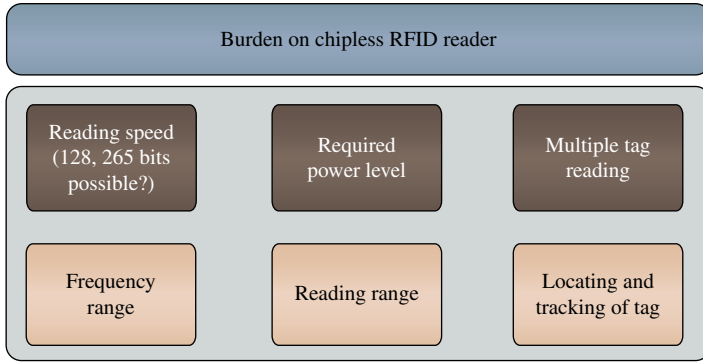 Burden on chipless RFID reader
Reading speed
(128, 265 bits
possible?)
Required
power level
Multiple tag
reading
Frequency
range
Reading range
Locating and
tracking of tag